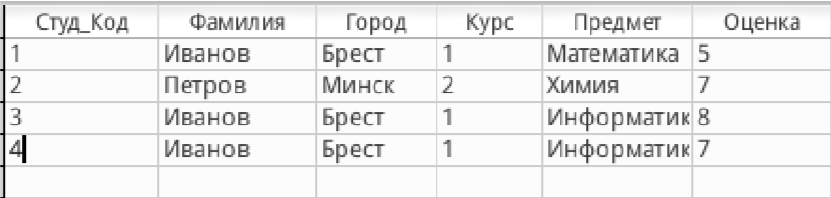 Студ_Код Фамилия Город Курс Предмет Оценка
1 Иванов Брест 1 Математика 5
2 Петров Минск 2 Химия 7
3 Иванов Брест 1 Информатик 8
4 Иванов Брест 1 Информатик 7